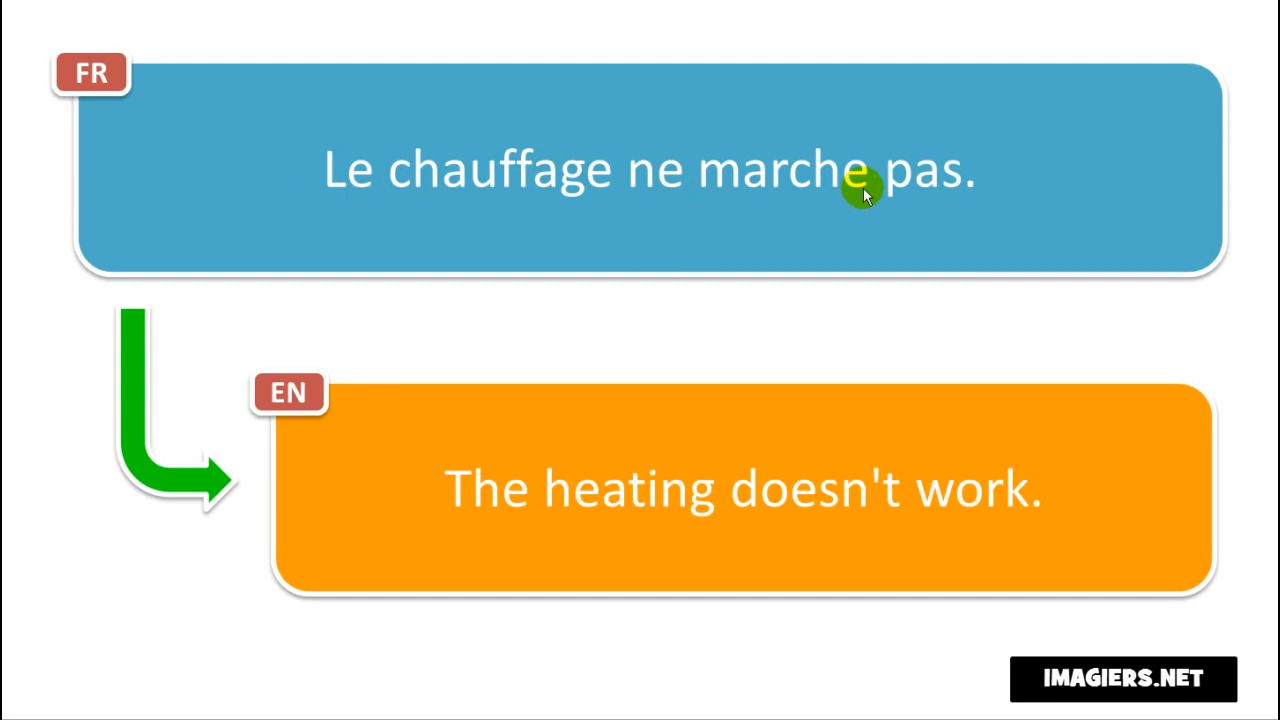 FR
Le chauffage ne marche pas.
EN
The heating doesn't work.
IMAGIERS.NET